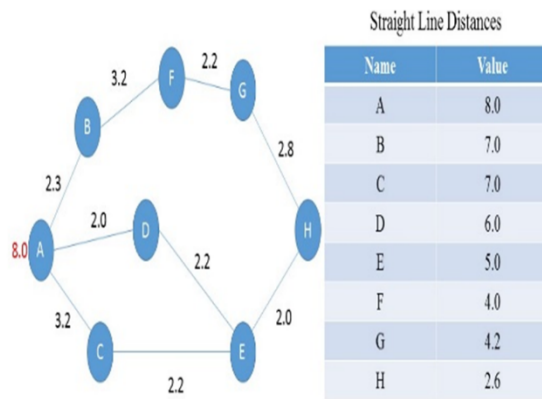 Straight Line Distances
Name Value
A 8.0
B 7.0
C 7.0
D 6.0
E 5.0
F 4.0
G 4.2
H 2.6
2.2
3.2
F
G
B
2.8
2.3
2.0
D
H
8.0
A
2.2
2.0
3.2
C
E
2.2